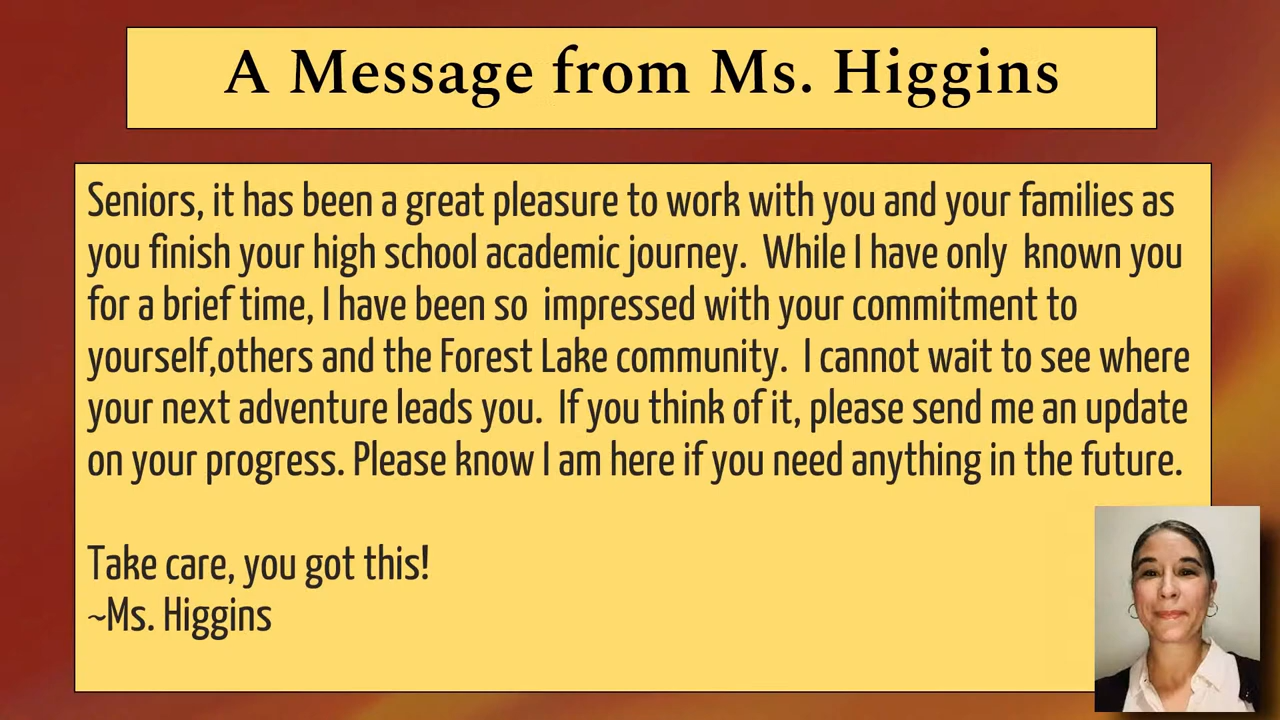 A Message from Ms. Higgins
Seniors, it has been a great pleasure to work with you and your families as
you finish your high school academic journey.  While I have only  known you
for a brief time, I have been so  impressed with your commitment to
yourself,others and the Forest Lake community.  I cannot wait to see where
your next adventure leads you.  If you think of it, please send me an update
on your progress. Please know I am here if you need anything in the future.
Take care, you got this!
~Ms. Higgins